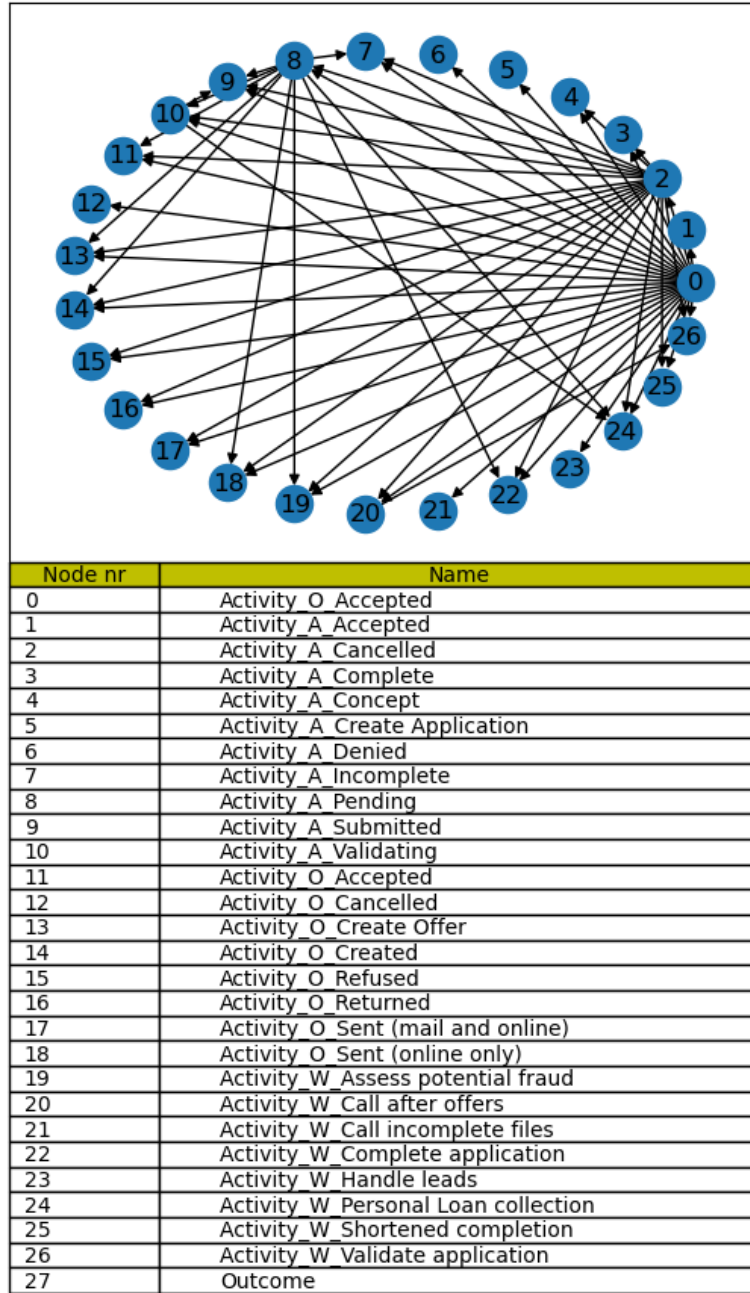 7
6
8
5
9
4
10
3
11
2
12
1
13
0
14
26
15
25
16
24
17
23
18
22
19
20
21
Node nr Name
0 Activity_O_Accepted
1 Activity_A_Accepted
2 Activity_A_Cancelled
3 Activity_A_Complete
4 Activity_A_Concept
5 Activity_A_Create Application
6 Activity_A_Denied
7 Activity_A_Incomplete
8 Activity_A_Pending
9 Activity_A_Submitted
10 Activity_A_Validating
11 Activity_O_Accepted
12 Activity_O_Cancelled
13 Activity_O_Create Offer
14 Activity_O_Created
15 Activity_O_Refused
16 Activity_O_Returned
17 Activity_O_Sent (mail and online)
18 Activity_O_Sent (online only)
19 Activity_W_Assess potential fraud
20 Activity_W_Call after offers
21 Activity_W_Call incomplete files
22 Activity_W_Complete application
23 Activity_W_Handle leads
24 Activity_W_Personal Loan collection
25 Activity_W_Shortened completion
26 Activity_W_Validate application
27 Outcome